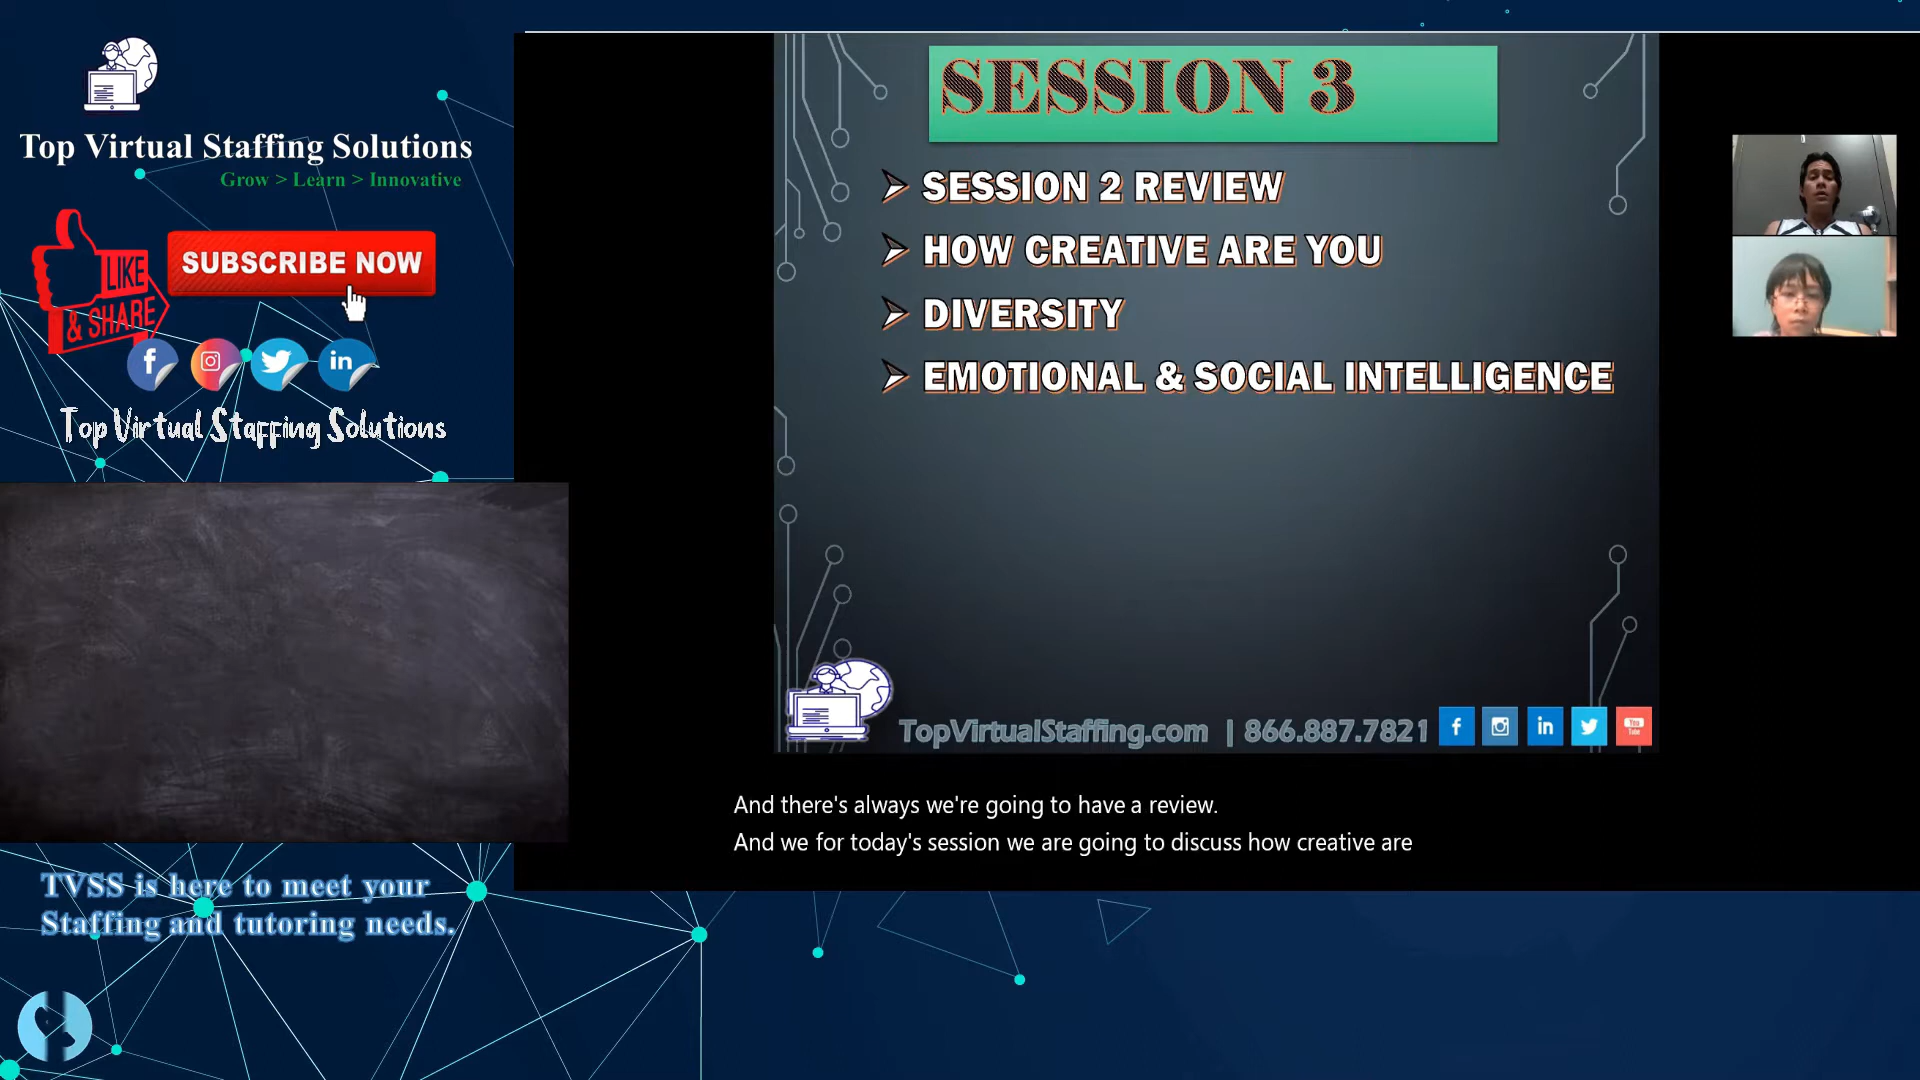 Top Virtual Staffing Solutions
Grow > Learn > Innovative
LIKE
& SHARE
SUBSCRIBE NOW
Top Virtual Staffing Solutions
TVSS is here to meet your
Staffing and tutoring needs.
SESSION 3
SESSION 2 REVIEW
HOW CREATIVE ARE YOU
DIVERSITY
EMOTIONAL & SOCIAL INTELLIGENCE
TopVirtualStaffing.com | 866.887.7821
You
Tube
And there's always we're going to have a review.
And we for today's session we are going to discuss how creative are